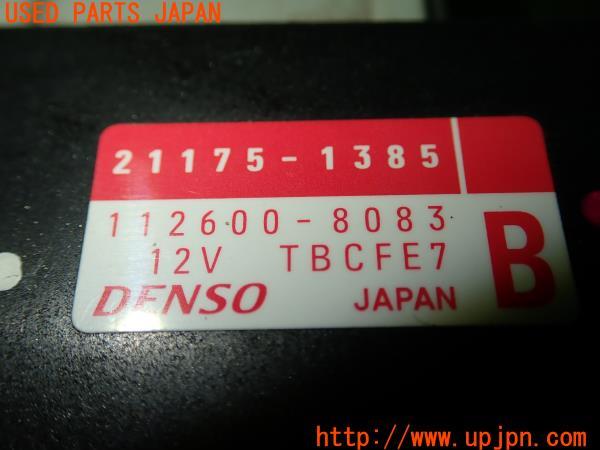 USED PARTS JAPAN
21175-1385
112600-8083
12V TBCFE7
B
DENSO JAPAN
http://www.upjpn.com